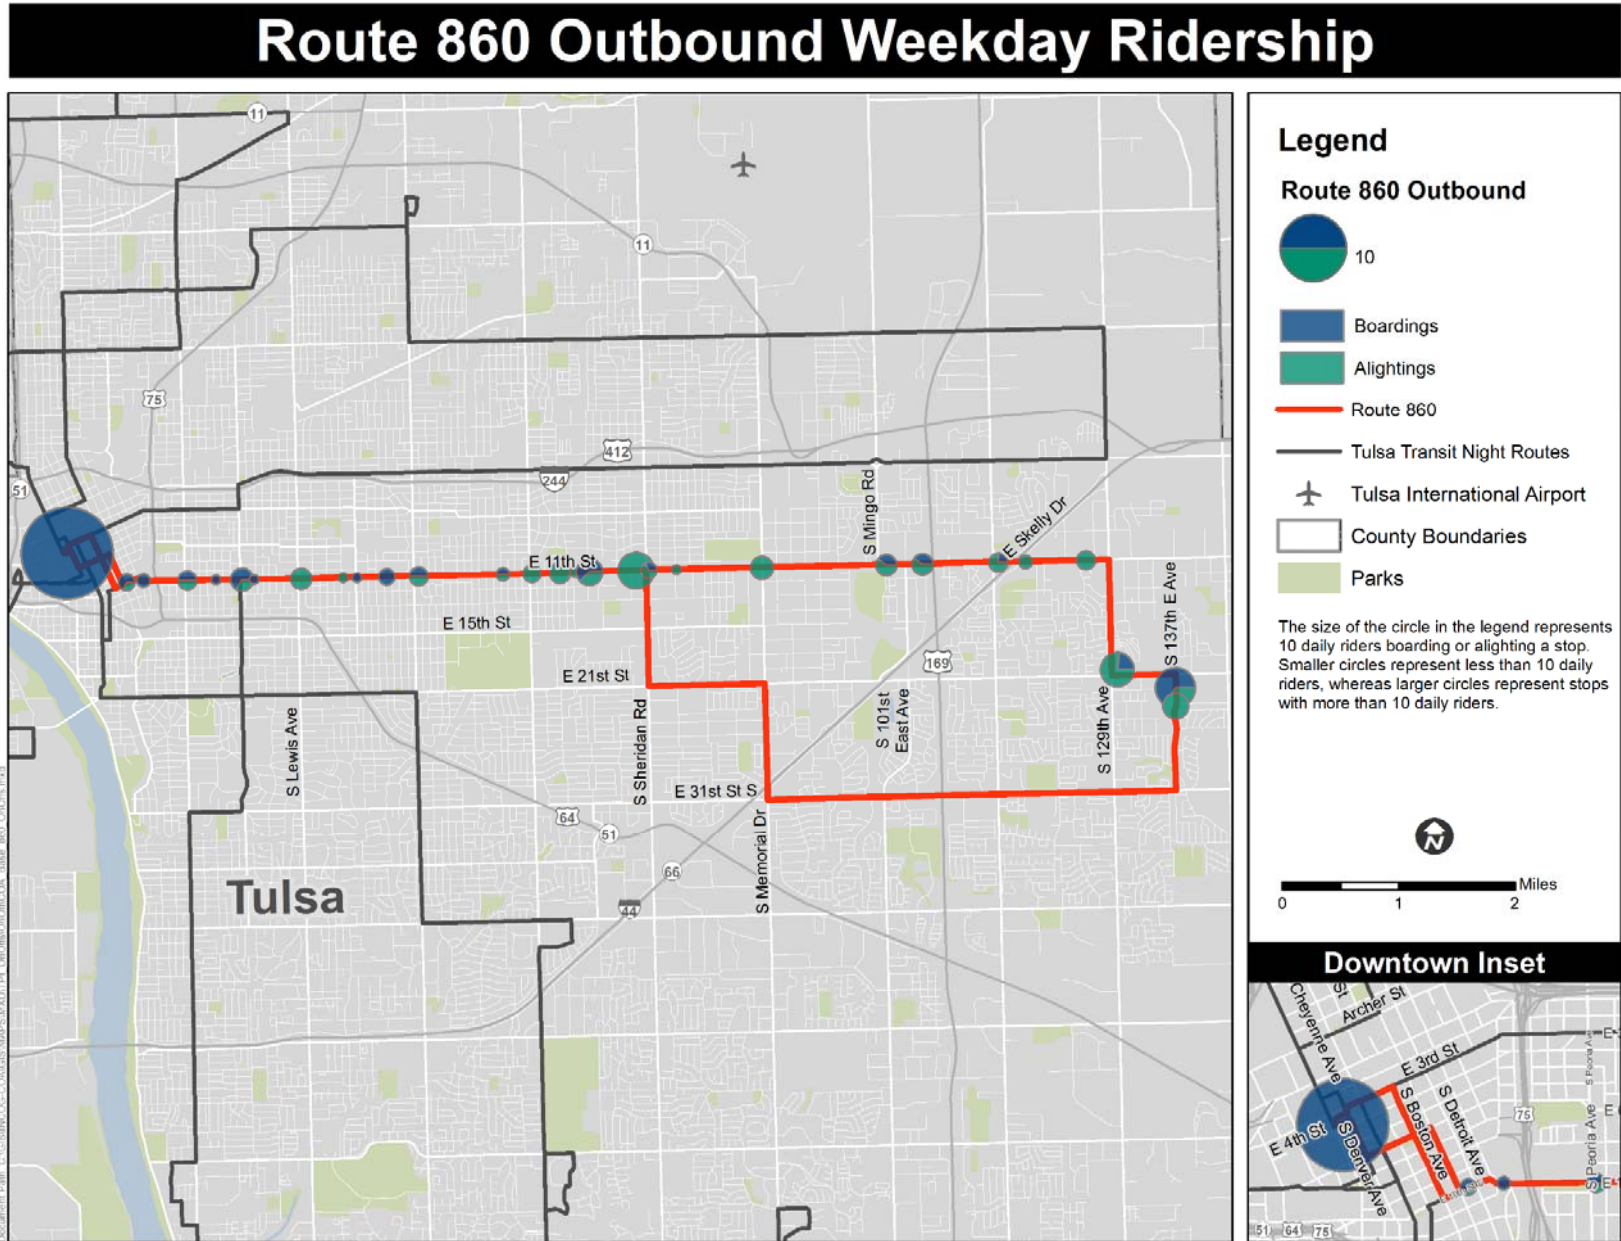 Route 860 Outbound Weekday Ridership
11
11
75
412
244
51
S Mingo Rd
E Skelly Dr
E 11th St
E 15th St
E 21st St
S 137th E Ave
169
S Lewis Ave
S Sheridan Rd
S 101st
East Ave
S 129th Ave
E 31st St S
S Memorial Dr
64
51
66
44
Tulsa
Legend
Route 860 Outbound
10
Boardings
Alightings
Route 860
Tulsa Transit Night Routes
Tulsa International Airport
County Boundaries
Parks
The size of the circle in the legend represents
10 daily riders boarding or alighting a stop.
Smaller circles represent less than 10 daily
riders, whereas larger circles represent stops
with more than 10 daily riders.
N
Miles
0 1 2
Downtown Inset
Cheyenne Ave
St
Archer St
E 3rd St
S Boston Ave
S Detroit Ave
E 4th St
S Denver Ave
75
S Peoria Ave
S Peoria Ave
51 64 75